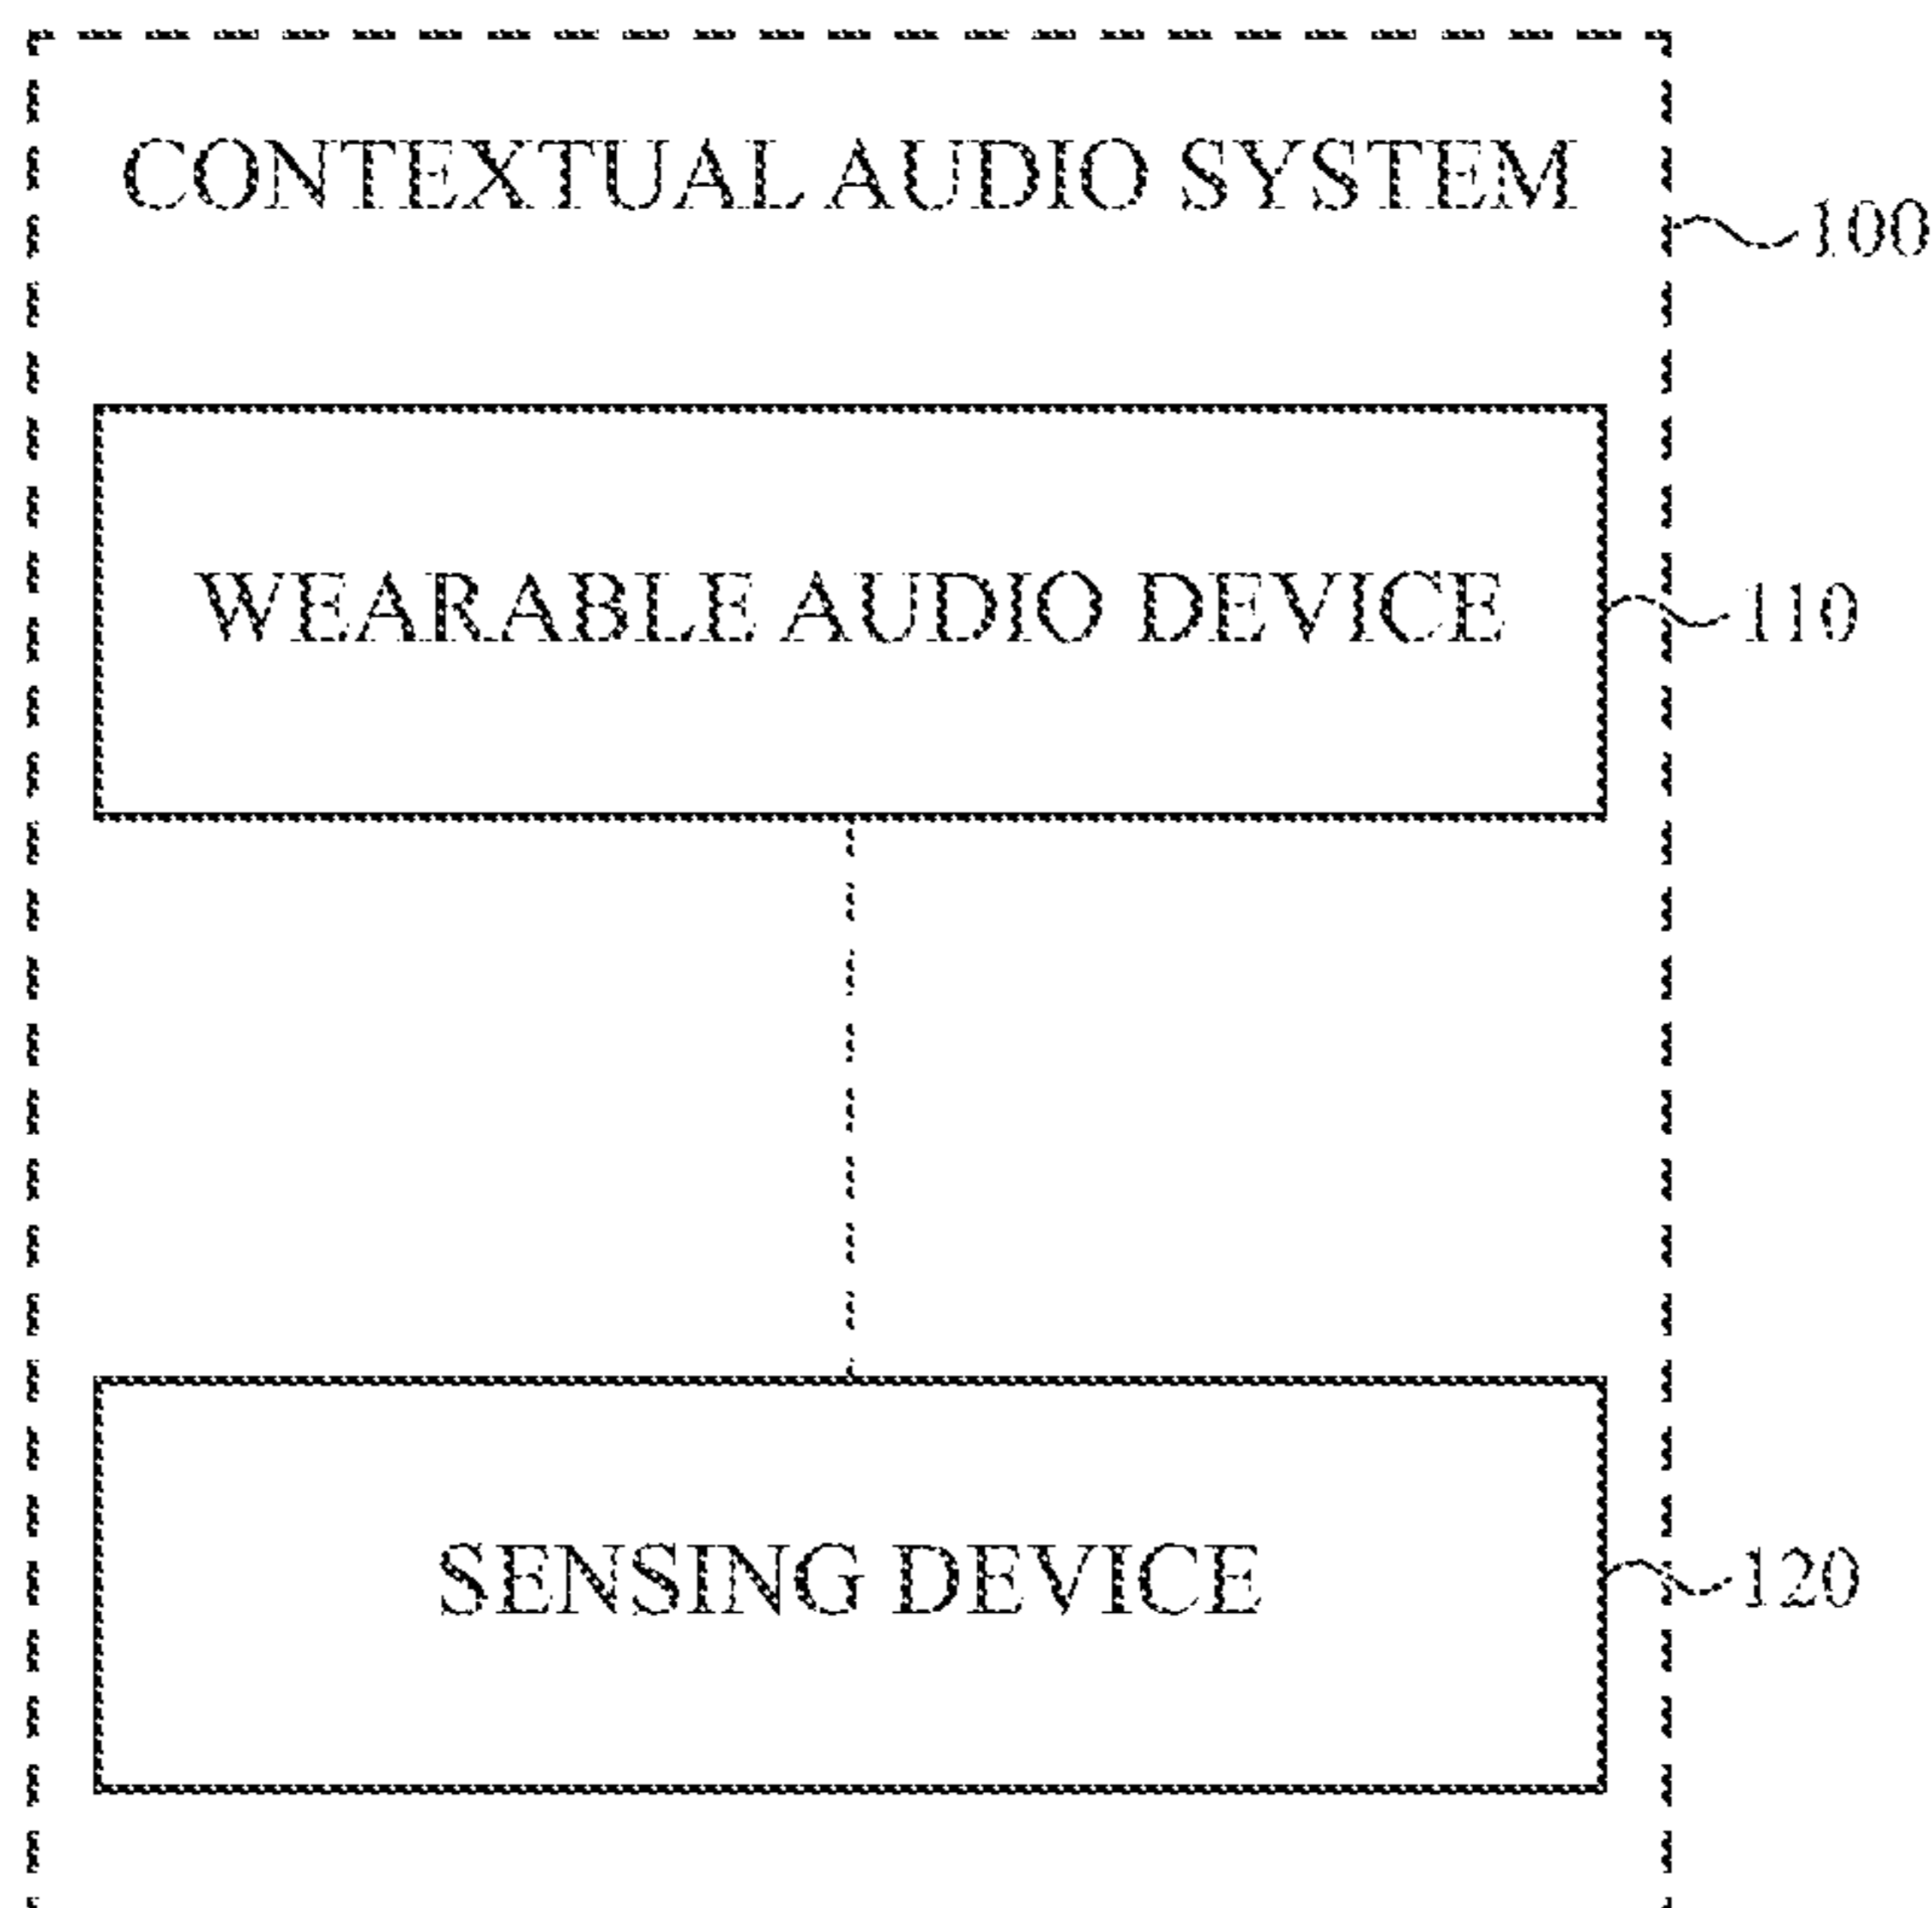 CONTEXTUAL AUDIO SYSTEM
100
WEARABLE AUDIO DEVICE
110
SENSING DEVICE
120